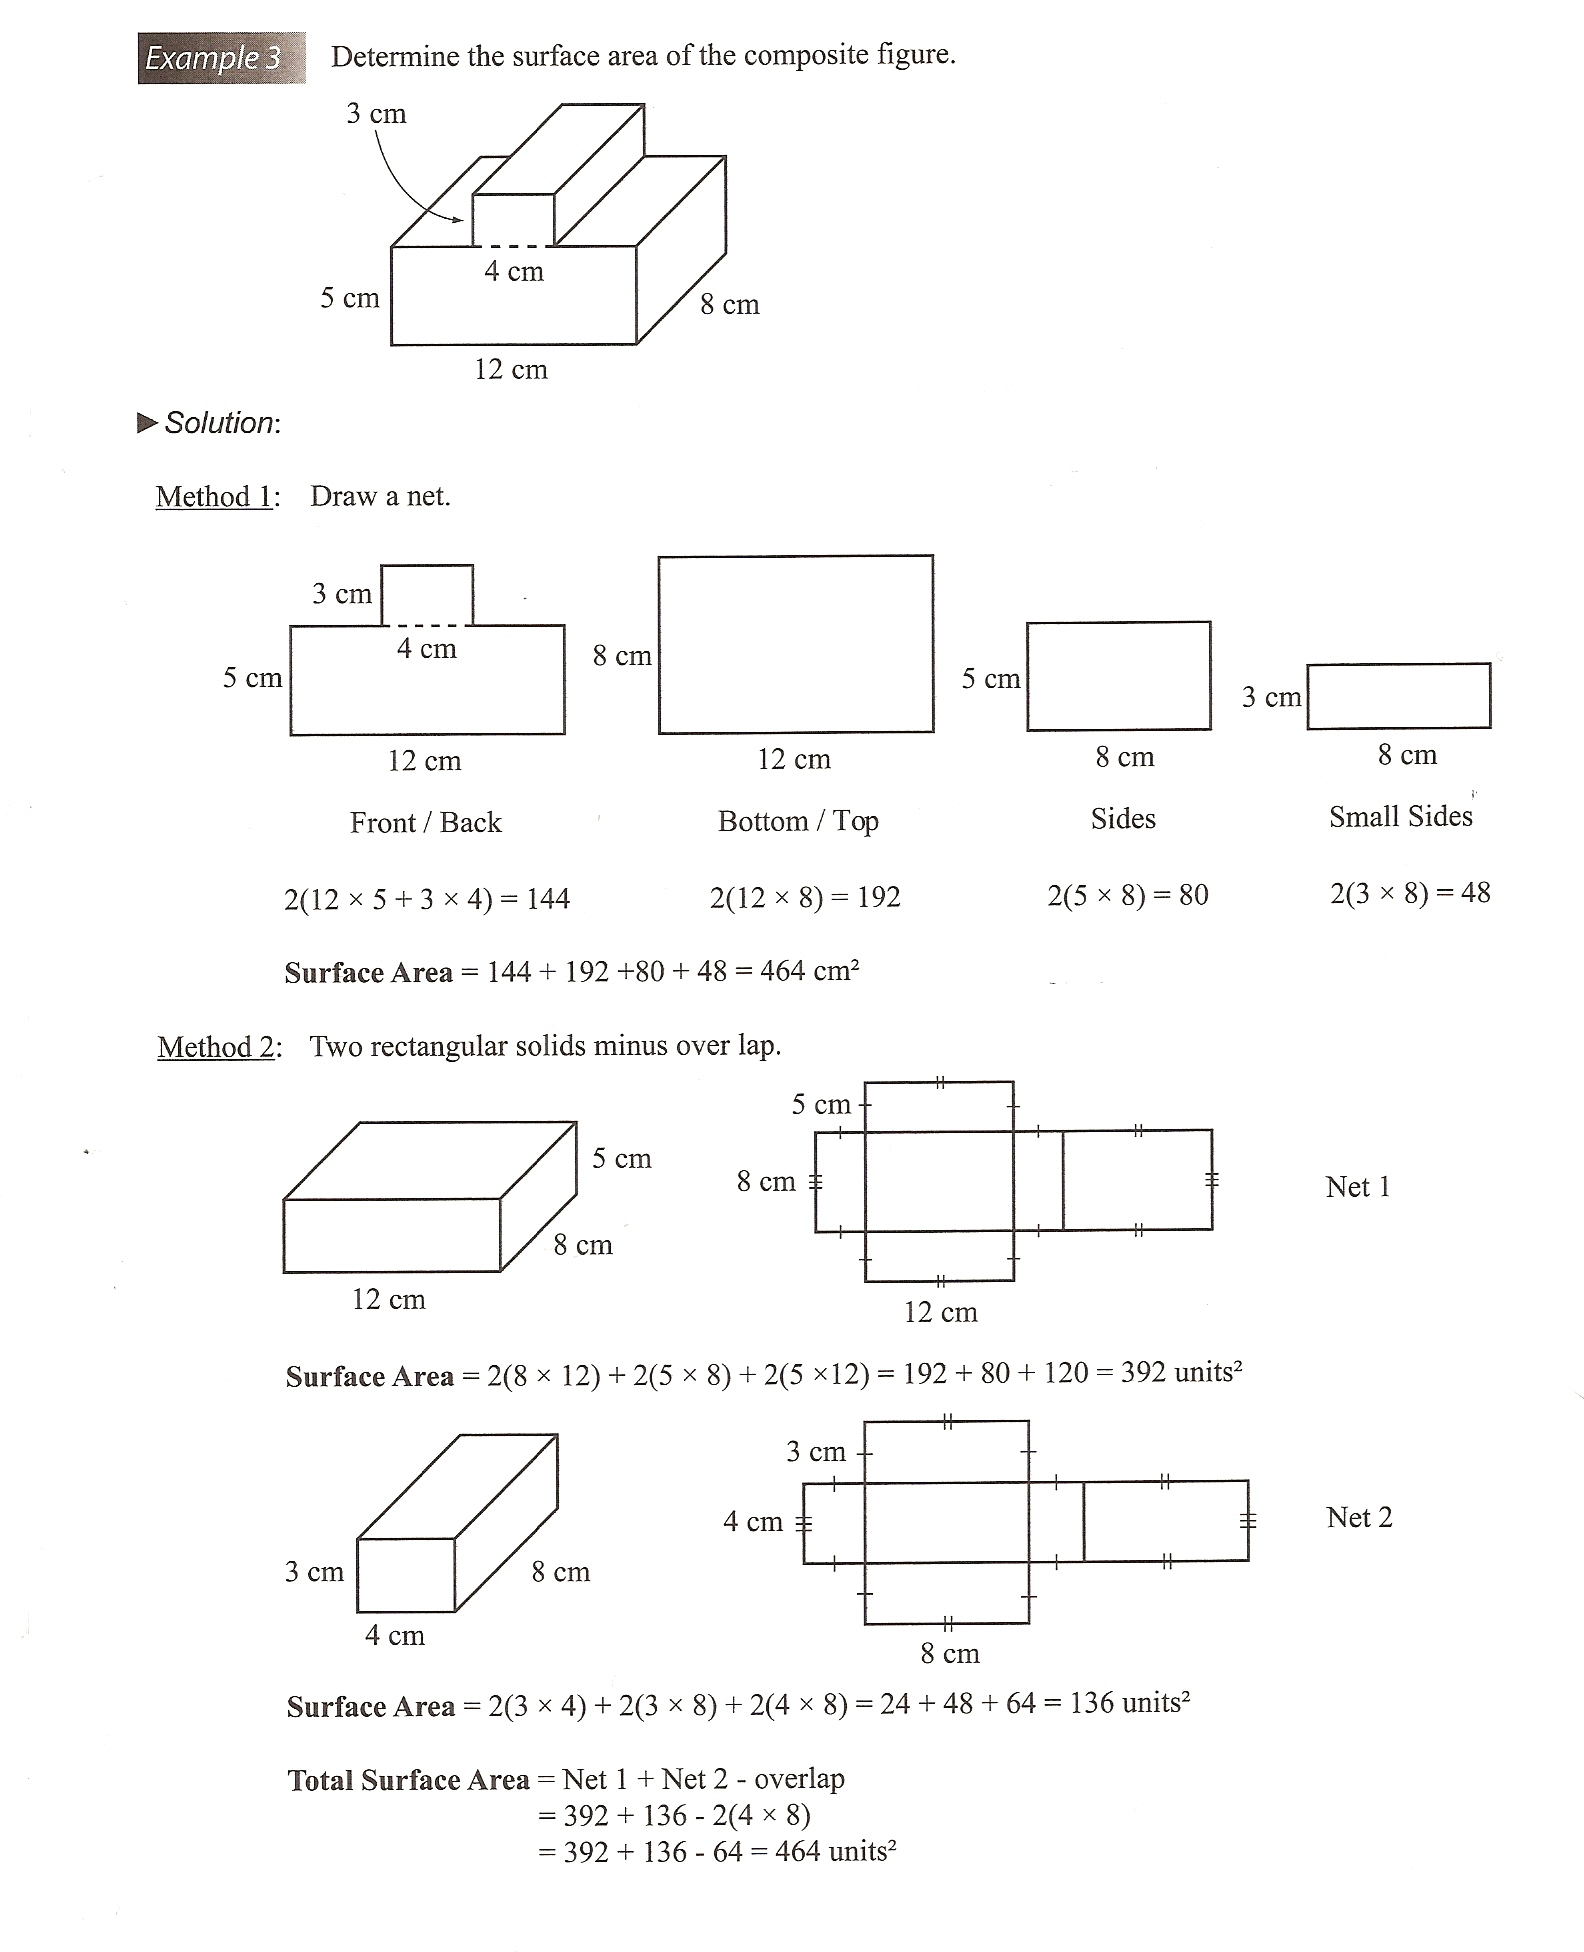 Example 3 Determine the surface area of the composite figure.
3 cm
4 cm
5 cm
8 cm
12 cm
▶ Solution:
Method 1: Draw a net.
3 cm
4 cm
5 cm
12 cm
8 cm
12 cm
5 cm
8 cm
3 cm
8 cm
Front / Back Bottom / Top Sides Small Sides
2(12 × 5 + 3 × 4) = 144 2(12 × 8) = 192 2(5 × 8) = 80 2(3 × 8) = 48
Surface Area = 144 + 192 +80 + 48 = 464 cm²
Method 2: Two rectangular solids minus over lap.
5 cm
8 cm
12 cm
5 cm
8 cm
12 cm
Net 1
Surface Area = 2(8 × 12) + 2(5 × 8) + 2(5 ×12) = 192 + 80 + 120 = 392 units²
3 cm
8 cm
4 cm
3 cm
4 cm
8 cm
Net 2
Surface Area = 2(3 × 4) + 2(3 × 8) + 2(4 × 8) = 24 + 48 + 64 = 136 units²
Total Surface Area = Net 1 + Net 2 - overlap
= 392 + 136 - 2(4 × 8)
= 392 + 136 - 64 = 464 units²